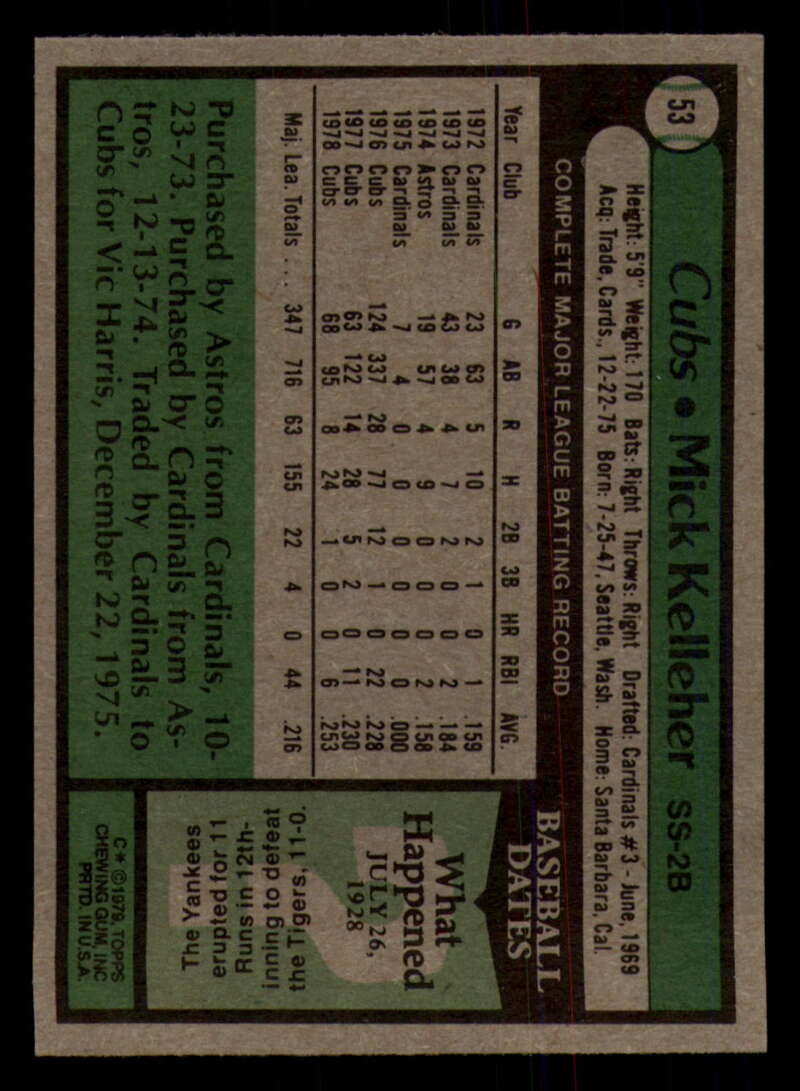 53
Cubs • Mick Kelleher SS-2B
Height: 5'9" Weight: 170 Bats: Right Throws: Right Drafted: Cardinals #3 - June, 1969
Acq: Trade, Cards., 12-22-75 Born: 7-25-47, Seattle, Wash. Home: Santa Barbara, Cal.
COMPLETE MAJOR LEAGUE BATTING RECORD
Year Club G AB R H 2B 3B HR RBI AVG.
1972 Cardinals 23 63 5 10 2 1 0 1 .159
1973 Cardinals 43 38 4 7 2 0 0 2 .184
1974 Astros 19 57 4 9 0 0 0 2 .158
1975 Cardinals 7 4 0 0 0 0 0 0 .000
1976 Cubs 124 337 28 77 12 1 0 22 .228
1977 Cubs 63 122 14 28 5 2 0 11 .230
1978 Cubs 68 95 8 24 1 0 0 6 .253
Maj. Lea. Totals . . . 347 716 63 155 22 4 0 44 .216
Purchased by Astros from Cardinals, 10-
23-73. Purchased by Cardinals from As-
tros, 12-13-74. Traded by Cardinals to
Cubs for Vic Harris, December 22, 1975.
BASEBALL
DATES
What
Happened
JULY 26,
1928
The Yankees
erupted for 11
Runs in 12th-
inning to defeat
the Tigers, 11-0.
C* © 1979 TOPPS
CHEWING GUM, INC
PRTD. IN U.S.A.